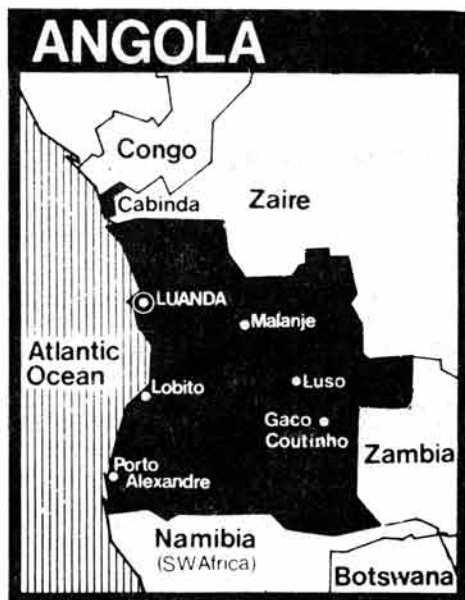 ANGOLA
Congo
Cabinda
Zaire
LUANDA
Malanje
Atlantic
Ocean
Lobito
Luso
Gaco
Coutinho
Zambia
Porto
Alexandre
Namibia
(SW Africa)
Botswana